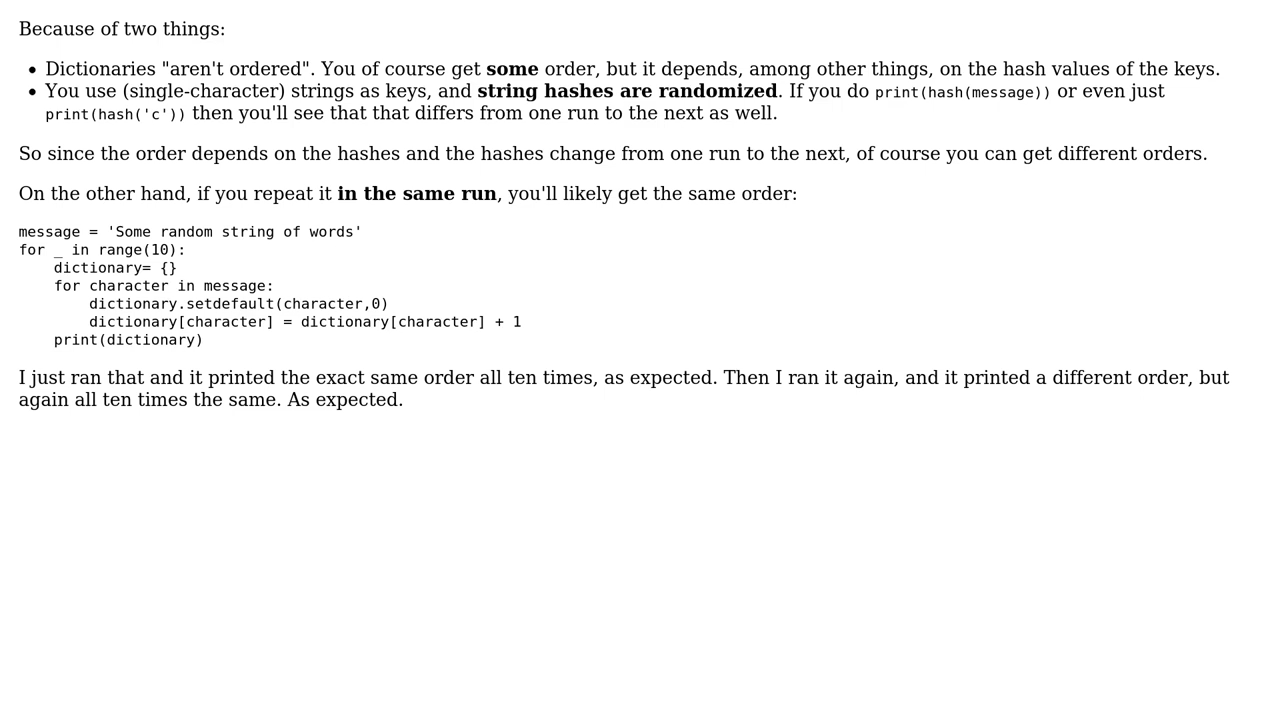 Because of two things:
• Dictionaries "aren't ordered". You of course get some order, but it depends, among other things, on the hash values of the keys.
• You use (single-character) strings as keys, and string hashes are randomized. If you do print(hash(message)) or even just
print(hash('c')) then you'll see that that differs from one run to the next as well.
So since the order depends on the hashes and the hashes change from one run to the next, of course you can get different orders.
On the other hand, if you repeat it in the same run, you'll likely get the same order:
message = 'Some random string of words'
for _ in range(10):
    dictionary= {}
    for character in message:
        dictionary.setdefault(character,0)
        dictionary[character] = dictionary[character] + 1
    print(dictionary)
I just ran that and it printed the exact same order all ten times, as expected. Then I ran it again, and it printed a different order, but
again all ten times the same. As expected.